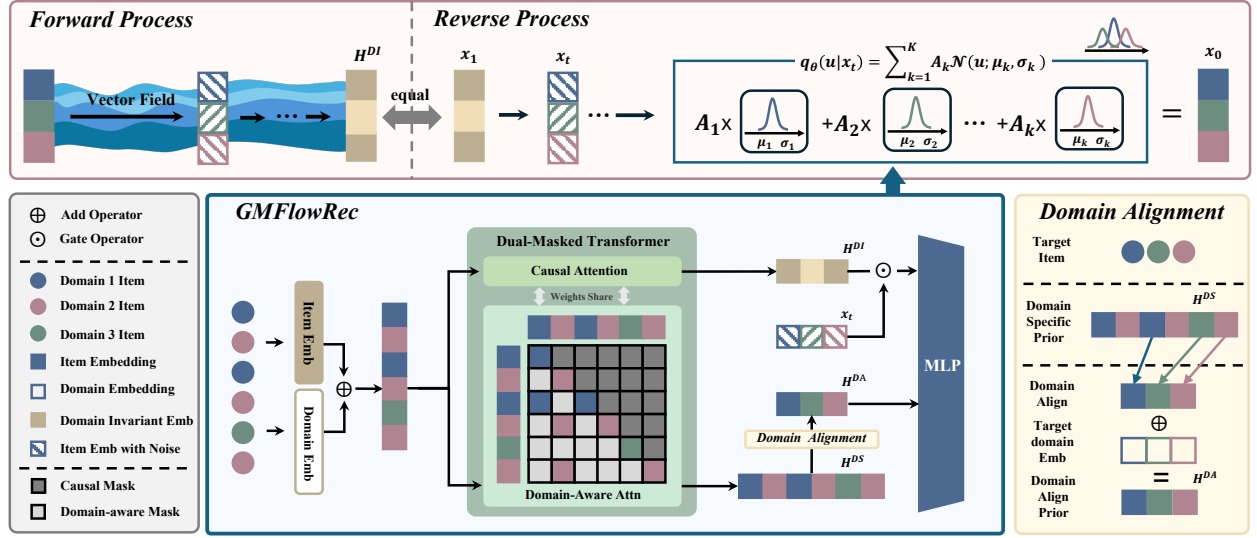 Forward Process
Reverse Process
H^{DI}
x_1
x_t
q_θ(u|x_t) = ∑_{k=1}^{K} A_k 𝒩(u; μ_k, σ_k)
x_0
Vector Field
...
equal
...
A_1 x
μ_1 σ_1
+A_2 x
μ_2 σ_2
...
+A_k x
μ_k σ_k
=
⊕ Add Operator
⊙ Gate Operator
Domain 1 Item
Domain 2 Item
Domain 3 Item
Item Embedding
Domain Embedding
Domain Invariant Emb
Item Emb with Noise
Causal Mask
Domain-aware Mask
GMFlowRec
Item Emb
Domain Emb
⊕
Dual-Masked Transformer
Causal Attention
Weights Share
Domain-Aware Attn
H^{DI}
⊙
x_t
H^{DA}
Domain Alignment
H^{DS}
MLP
Domain Alignment
Target
Item
Domain
Specific
Prior
H^{DS}
Domain
Align
⊕
Target
domain
Emb
=
Domain
Align
Prior
H^{DA}